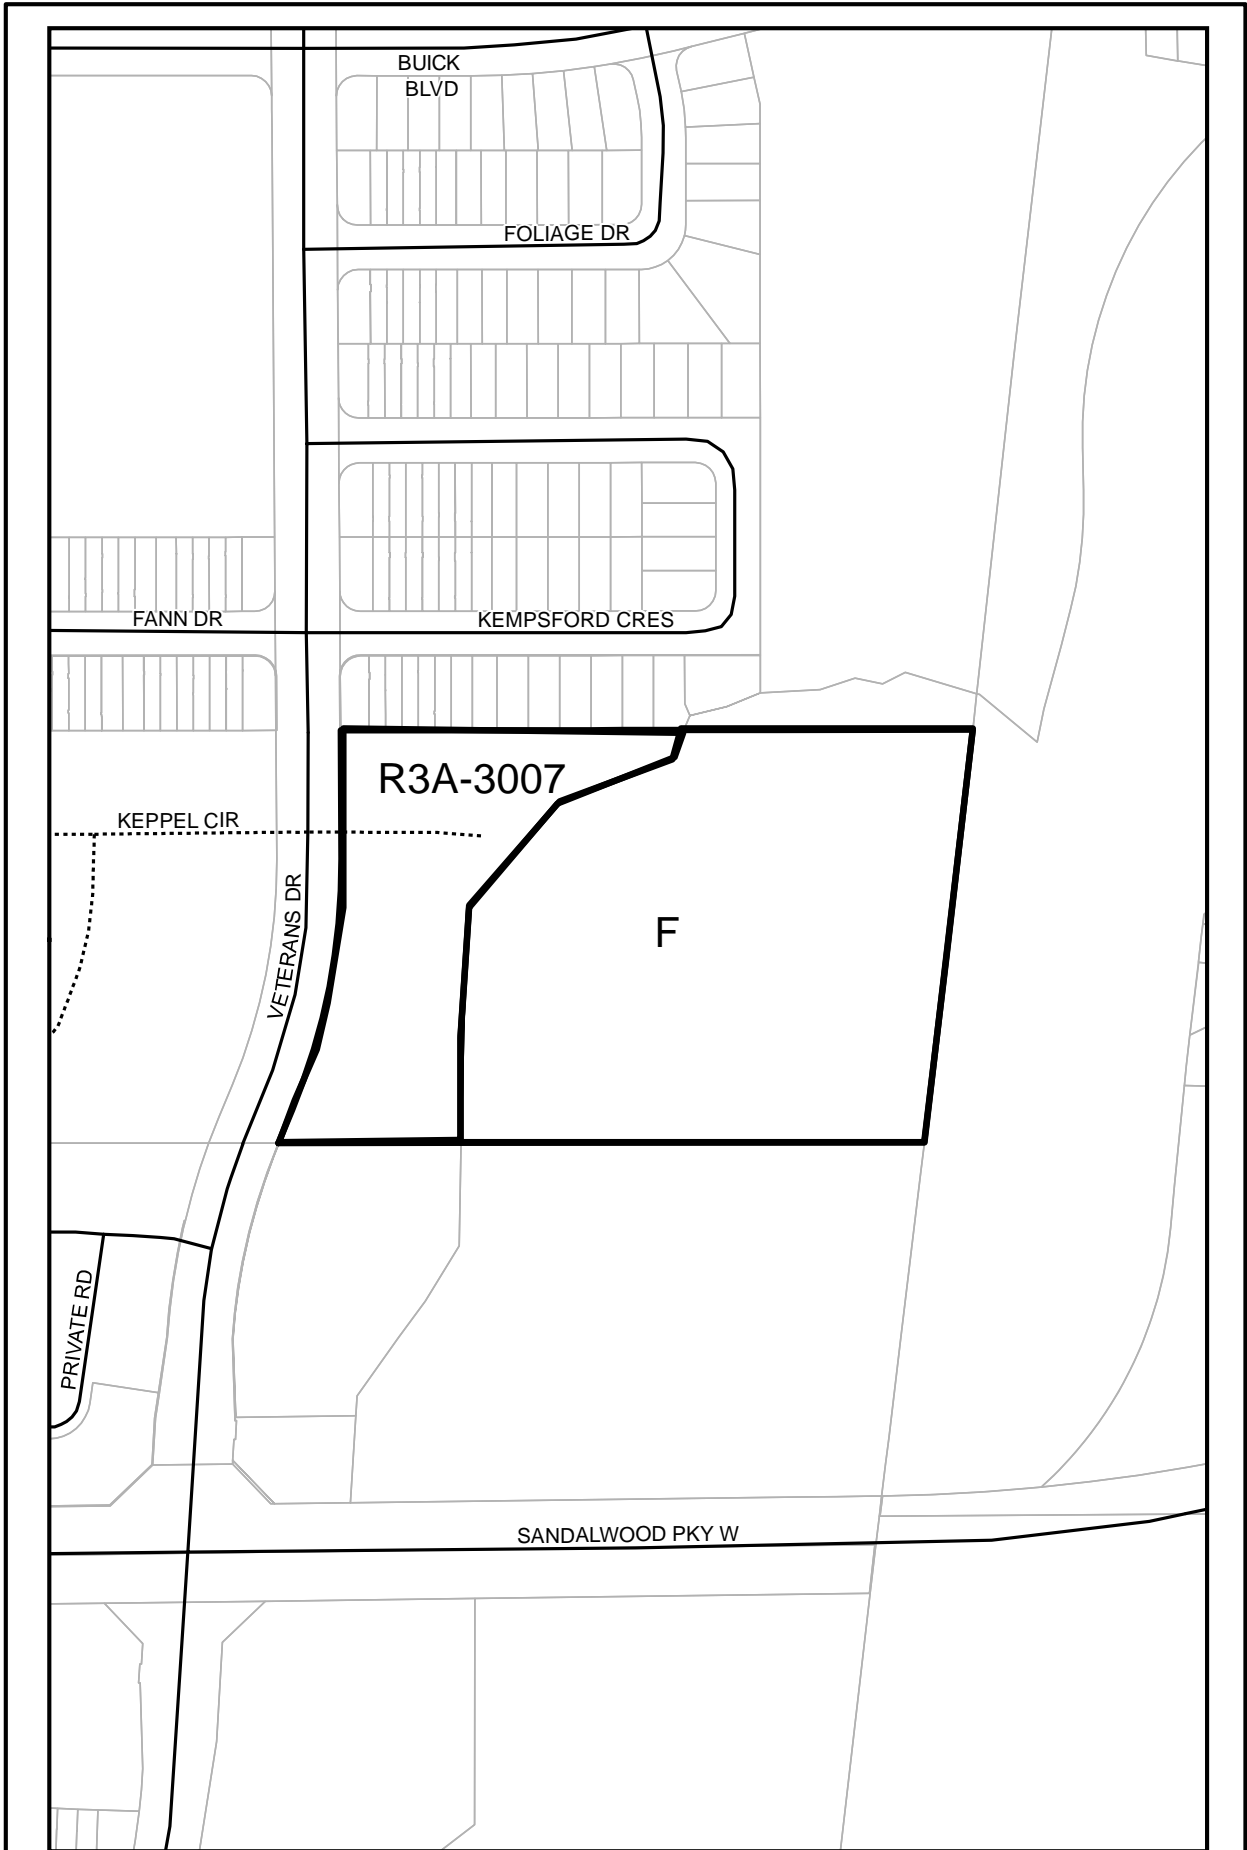 BUICK
BLVD
FOLIAGE DR
FANN DR
KEMPSFORD CRES
R3A-3007
KEPPEL CIR
VETERANS DR
F
PRIVATE RD
SANDALWOOD PKY W